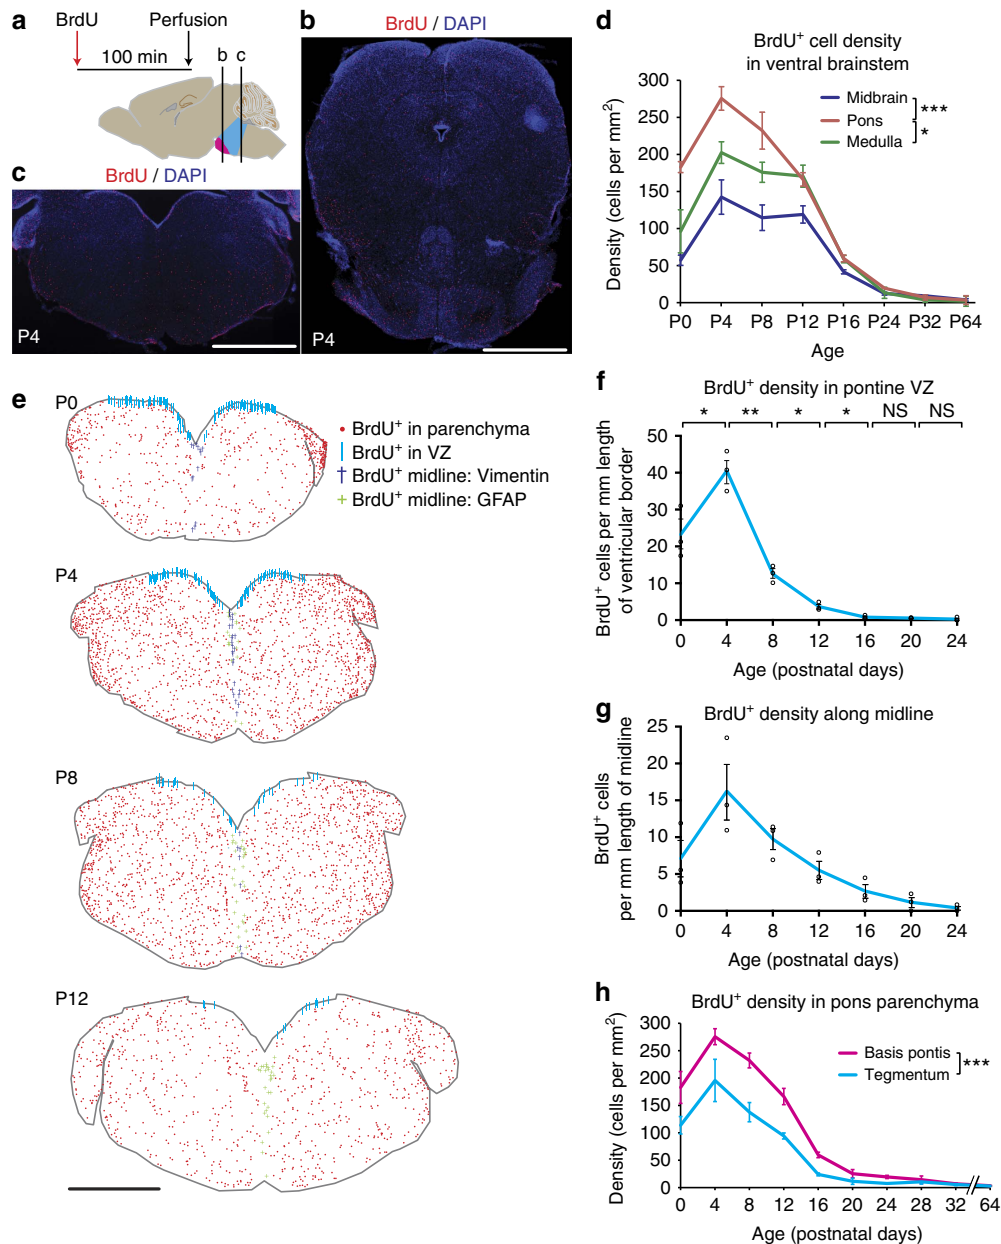 a
BrdU
Perfusion
100 min
b
c
b
BrdU / DAPI
P4
c
BrdU / DAPI
P4
d
BrdU+ cell density
in ventral brainstem
Density (cells per mm²)
300
250
200
150
100
50
0
Midbrain
Pons
Medulla
***
*
P0 P4 P8 P12 P16 P24 P32 P64
Age
e
P0
BrdU+ in parenchyma
BrdU+ in VZ
BrdU+ midline: Vimentin
BrdU+ midline: GFAP
P4
P8
P12
f
BrdU+ density in pontine VZ
* ** * * NS NS
BrdU+ cells per mm length
of ventricular border
50
40
30
20
10
0
0 4 8 12 16 20 24
Age (postnatal days)
g
BrdU+ density along midline
BrdU+ cells
per mm length of midline
25
20
15
10
5
0
0 4 8 12 16 20 24
Age (postnatal days)
h
BrdU+ density in pons parenchyma
Density (cells per mm²)
300
250
200
150
100
50
0
Basis pontis
Tegmentum
***
0 4 8 12 16 20 24 28 32 64
Age (postnatal days)